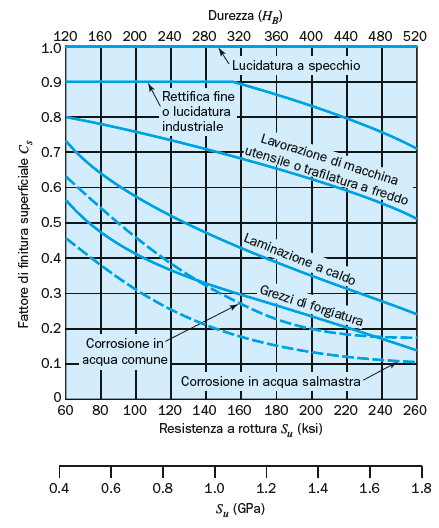 Durezza (H_B)
120 160 200 240 280 320 360 400 440 480 520
Fattore di finitura superficiale C_s
1.0
0.9
0.8
0.7
0.6
0.5
0.4
0.3
0.2
0.1
0
Lucidatura a specchio
Rettifica fine
o lucidatura
industriale
Lavorazione di macchina
utensile o trafilatura a freddo
Laminazione a caldo
Grezzi di forgiatura
Corrosione in
acqua comune
Corrosione in acqua salmastra
60 80 100 120 140 160 180 200 220 240 260
Resistenza a rottura S_u (ksi)
0.4 0.6 0.8 1.0 1.2 1.4 1.6 1.8
S_u (GPa)